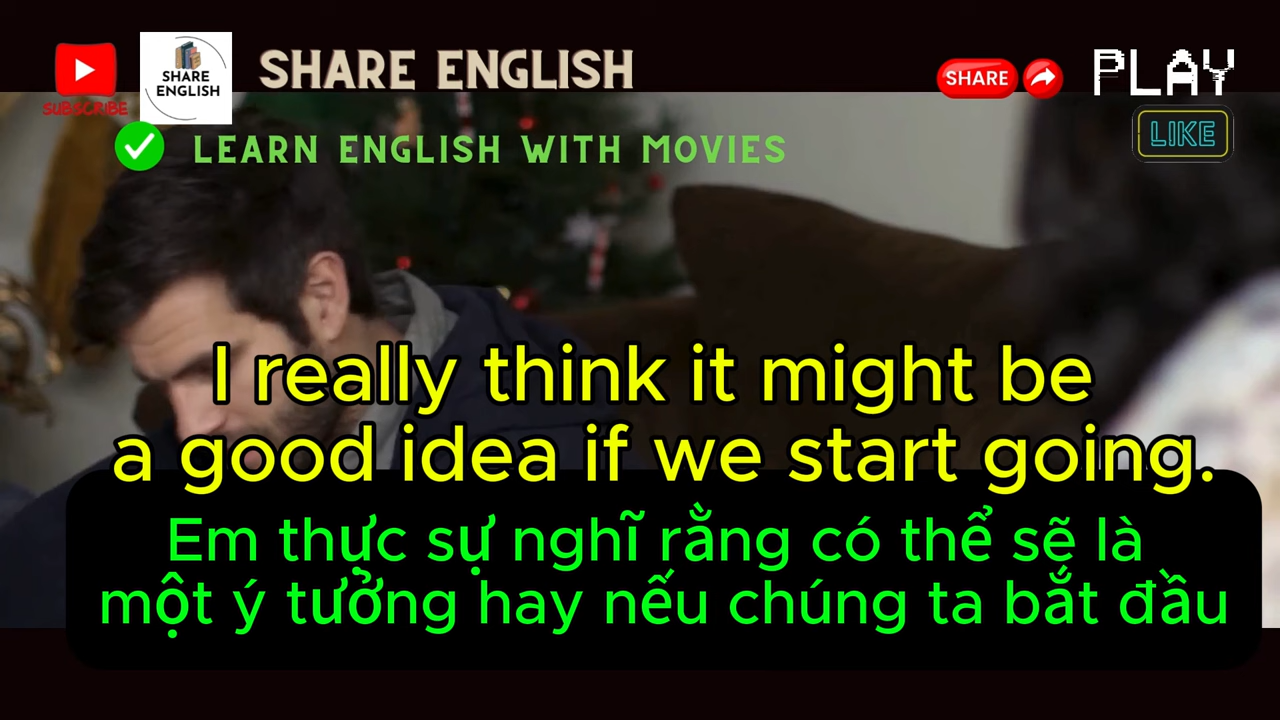 SUBSCRIBE
SHARE
ENGLISH
SHARE ENGLISH
SHARE
PLAY
LIKE
LEARN ENGLISH WITH MOVIES
I really think it might be
a good idea if we start going.
Em thực sự nghĩ rằng có thể sẽ là
một ý tưởng hay nếu chúng ta bắt đầu